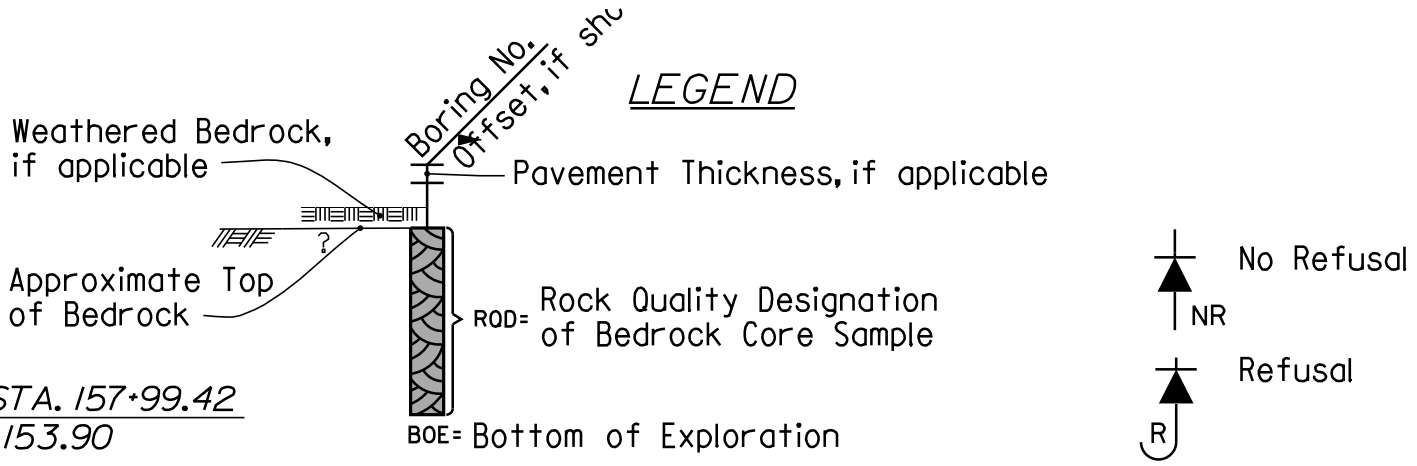 LEGEND
Boring No.
Offset, if
Weathered Bedrock,
if applicable
Pavement Thickness, if applicable
?
Approximate Top
of Bedrock
RQD= Rock Quality Designation
of Bedrock Core Sample
BOE= Bottom of Exploration
STA. 157+99.42
153.90
No Refusal
NR
Refusal
R